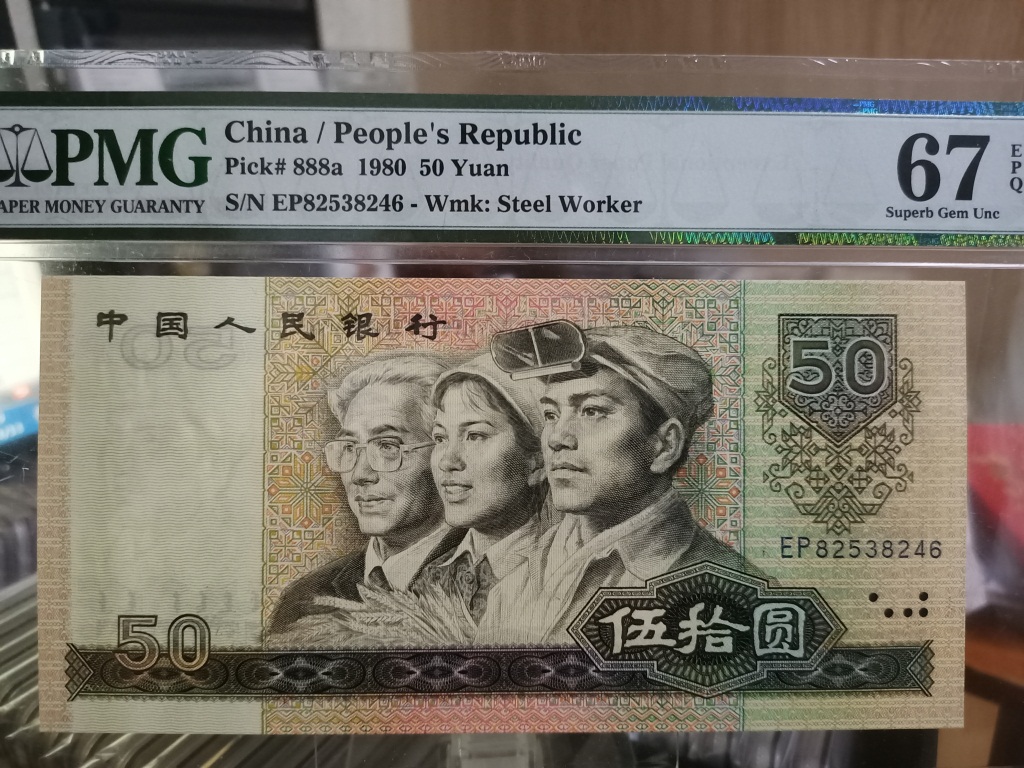 PMG
APER MONEY GUARANTY
China / People's Republic
Pick# 888a 1980 50 Yuan
S/N EP82538246 - Wmk: Steel Worker
67
Superb Gem Unc
E
P
Q
中国人民银行
50
EP82538246
50
伍拾圆